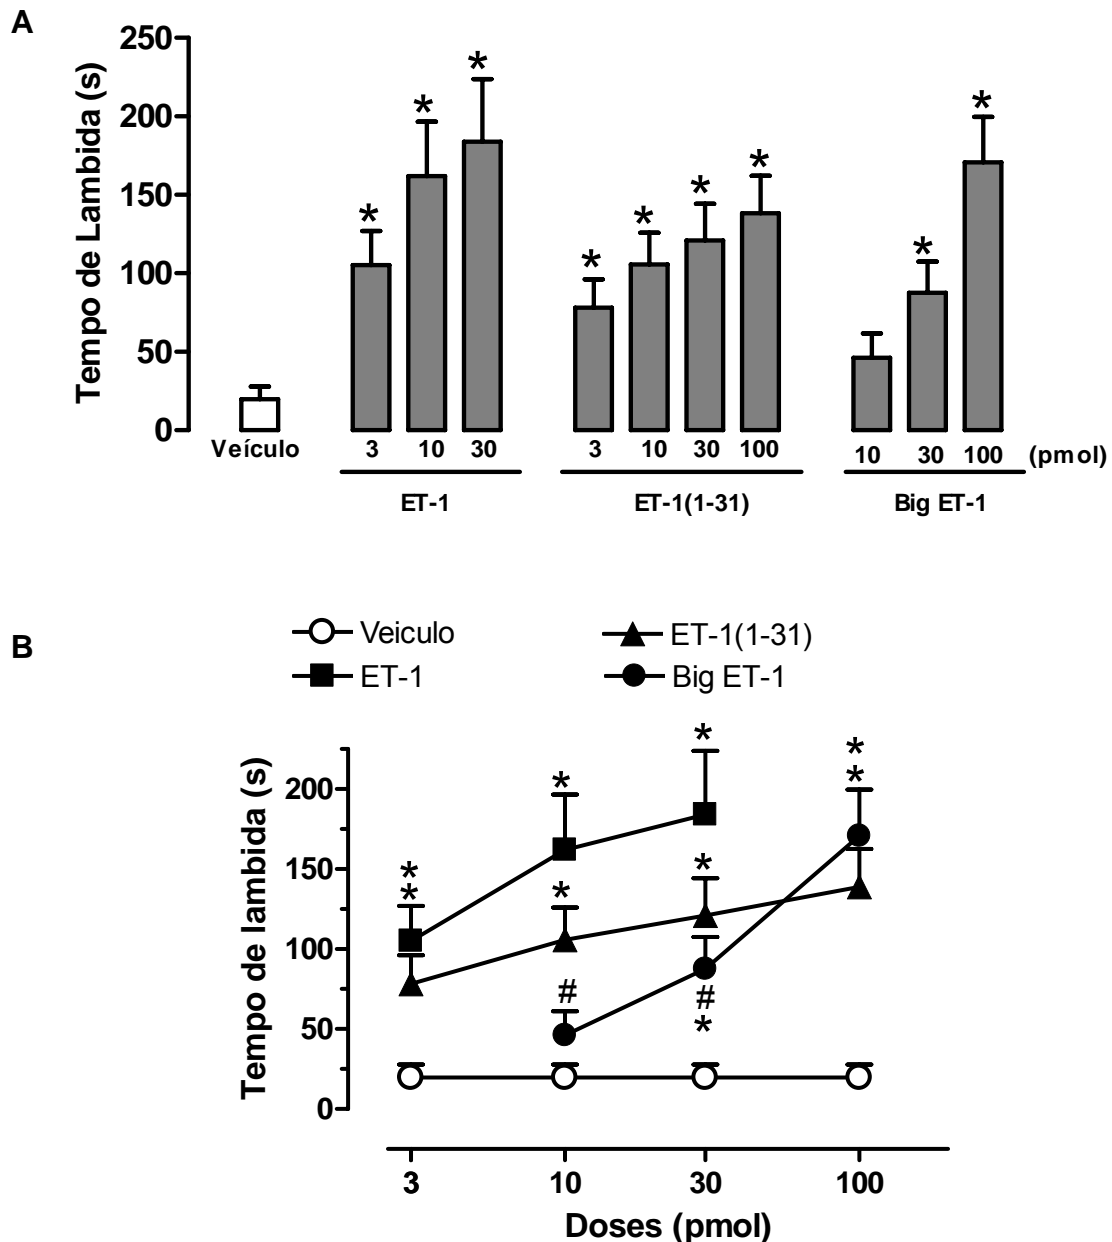 A
Tempo de Lambida (s)
250
200
150
100
50
0
* * * * * * * * *
Veículo 3 10 30 3 10 30 100 10 30 100 (pmol)
ET-1 ET-1(1-31) Big ET-1
B
Veiculo ET-1(1-31)
ET-1 Big ET-1
Tempo de lambida (s)
200
150
100
50
0
* * * *
* * * *
# #
*
3 10 30 100
Doses (pmol)